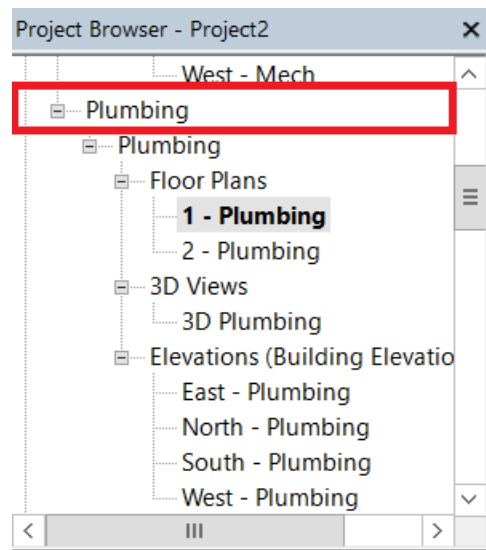 Project Browser - Project2
West - Mech
Plumbing
Plumbing
Floor Plans
1 - Plumbing
2 - Plumbing
3D Views
3D Plumbing
Elevations (Building Elevatio
East - Plumbing
North - Plumbing
South - Plumbing
West - Plumbing